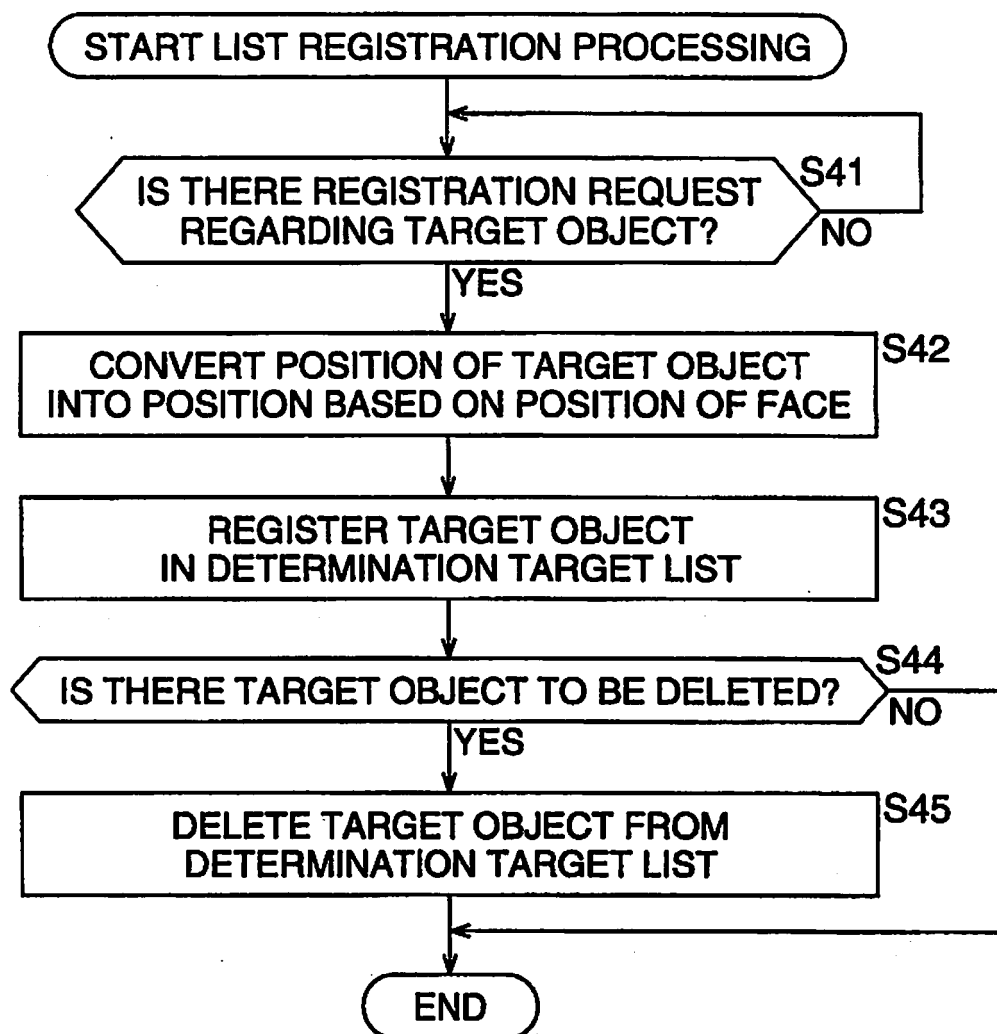 START LIST REGISTRATION PROCESSING
IS THERE REGISTRATION REQUEST
REGARDING TARGET OBJECT?
S41
NO
YES
CONVERT POSITION OF TARGET OBJECT
INTO POSITION BASED ON POSITION OF FACE
S42
REGISTER TARGET OBJECT
IN DETERMINATION TARGET LIST
S43
IS THERE TARGET OBJECT TO BE DELETED?
S44
NO
YES
DELETE TARGET OBJECT FROM
DETERMINATION TARGET LIST
S45
END